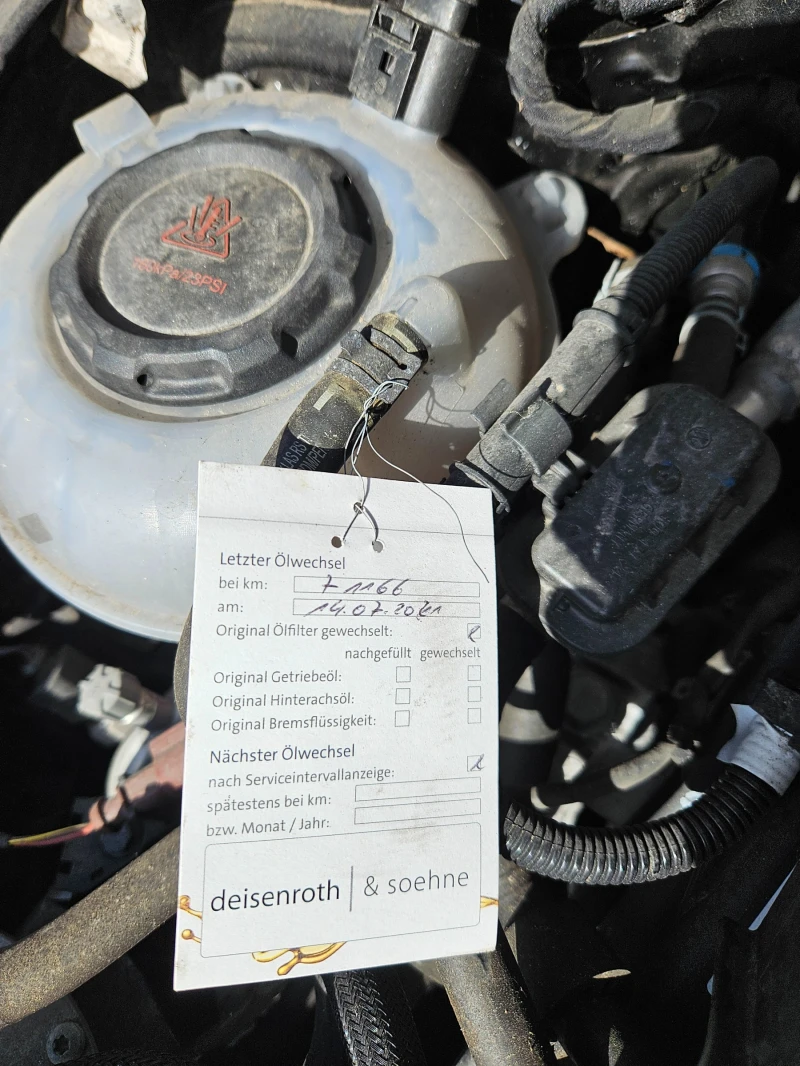 165kPa/23PSI
Letzter Ölwechsel
bei km: 71166
am: 14.07.2021
Original Ölfilter gewechselt:
nachgefüllt gewechselt
Original Getriebeöl:
Original Hinterachsöl:
Original Bremsflüssigkeit:
Nächster Ölwechsel
nach Serviceintervallanzeige:
spätestens bei km:
bzw. Monat / Jahr:
deisenroth & soehne